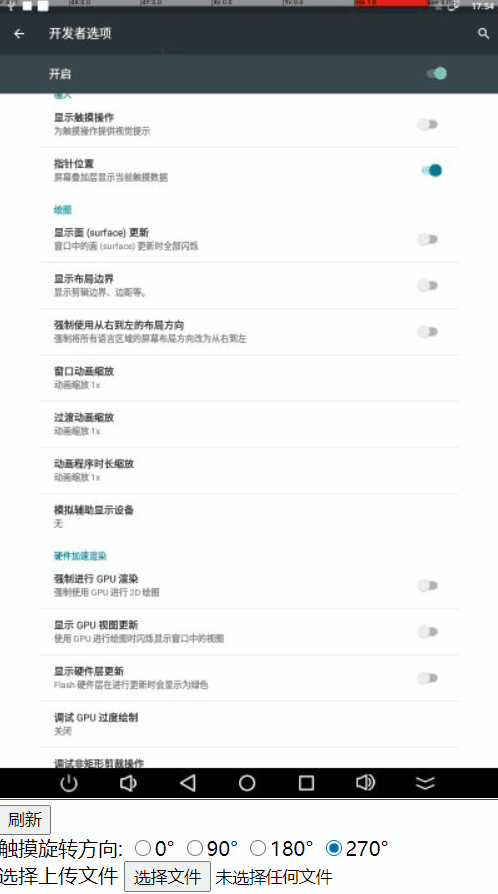 17:54
开发者选项
开启
输入
显示触摸操作
为触摸操作提供视觉提示
指针位置
屏幕叠加层显示当前触摸数据
绘图
显示面 (surface) 更新
窗口中的面 (surface) 更新时全部闪烁
显示布局边界
显示剪辑边界、边距等。
强制使用从右到左的布局方向
强制将所有语言区域的屏幕布局方向改为从右到左
窗口动画缩放
动画缩放 1x
过渡动画缩放
动画缩放 1x
动画程序时长缩放
动画缩放 1x
模拟辅助显示设备
无
硬件加速渲染
强制进行 GPU 渲染
强制使用 GPU 进行 2D 绘图
显示 GPU 视图更新
使用 GPU 进行绘图时闪烁显示窗口中的视图
显示硬件层更新
Flash 硬件层在进行更新时会显示为绿色
调试 GPU 过度绘制
关闭
调试非矩形剪裁操作
刷新
触摸旋转方向: 0° 90° 180° 270°
选择上传文件 选择文件 未选择任何文件